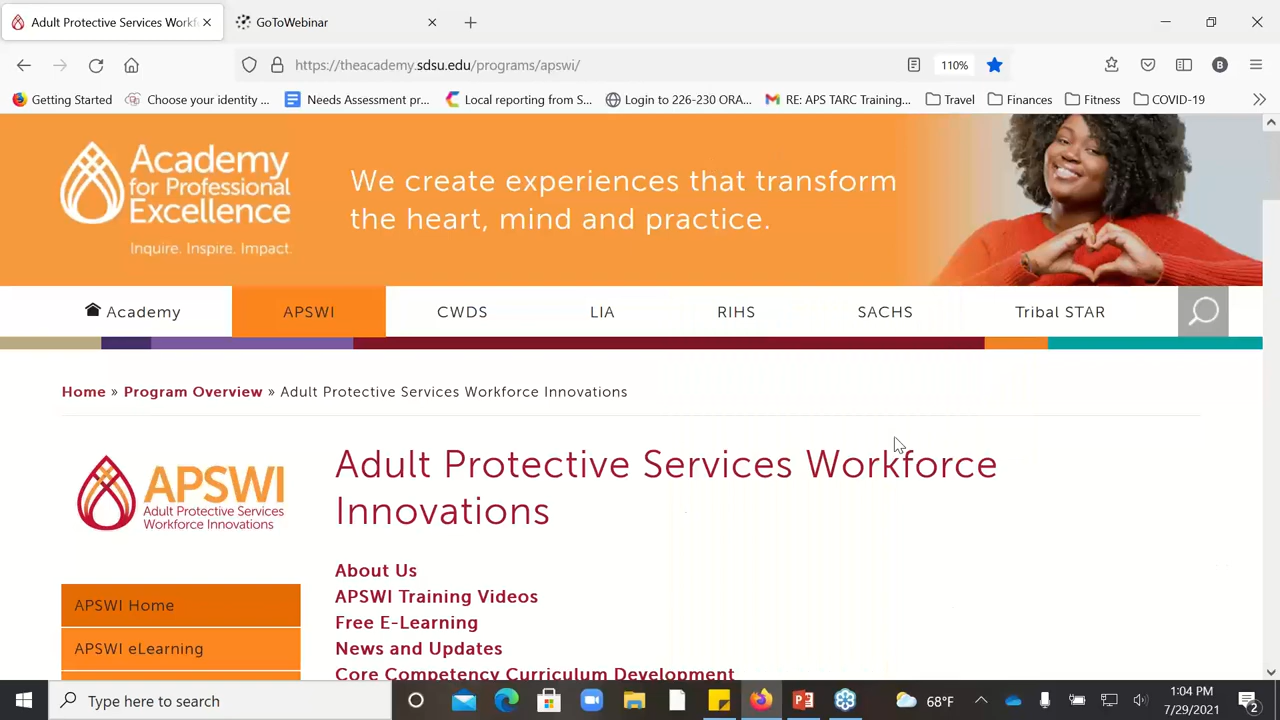 Adult Protective Services Workf
GoToWebinar
https://theacademy.sdsu.edu/programs/apswi/
110%
B
Getting Started
Choose your identity ...
Needs Assessment pr...
Local reporting from S...
Login to 226-230 ORA...
RE: APS TARC Training...
Travel
Finances
Fitness
COVID-19
Academy
for Professional
Excellence
Inquire. Inspire. Impact.
We create experiences that transform
the heart, mind and practice.
Academy
APSWI
CWDS
LIA
RIHS
SACHS
Tribal STAR
Home » Program Overview » Adult Protective Services Workforce Innovations
APSWI
Adult Protective Services
Workforce Innovations
Adult Protective Services Workforce
Innovations
About Us
APSWI Training Videos
Free E-Learning
News and Updates
Core Competency Curriculum Development
APSWI Home
APSWI eLearning
Type here to search
68°F
1:04 PM
7/29/2021
2